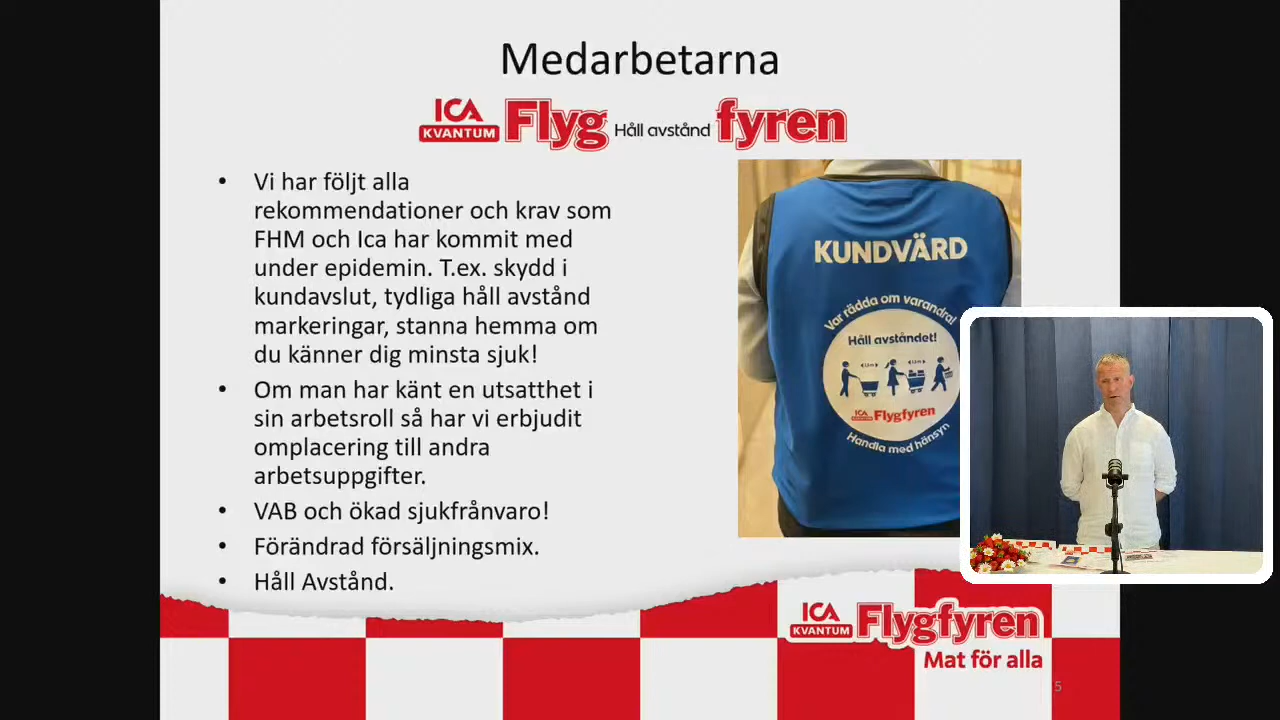 Medarbetarna
ICA KVANTUM Flyg Håll avstånd fyren
• Vi har följt alla
rekommendationer och krav som
FHM och Ica har kommit med
under epidemin. T.ex. skydd i
kundavslut, tydliga håll avstånd
markeringar, stanna hemma om
du känner dig minsta sjuk!
• Om man har känt en utsatthet i
sin arbetsroll så har vi erbjudit
omplacering till andra
arbetsuppgifter.
• VAB och ökad sjukfrånvaro!
• Förändrad försäljningsmix.
• Håll Avstånd.
KUNDVÄRD
Var rädda om varandra!
Håll avståndet!
ICA KVANTUM Flygfyren
Handla med hänsyn
ICA KVANTUM Flygfyren
Mat för alla
5